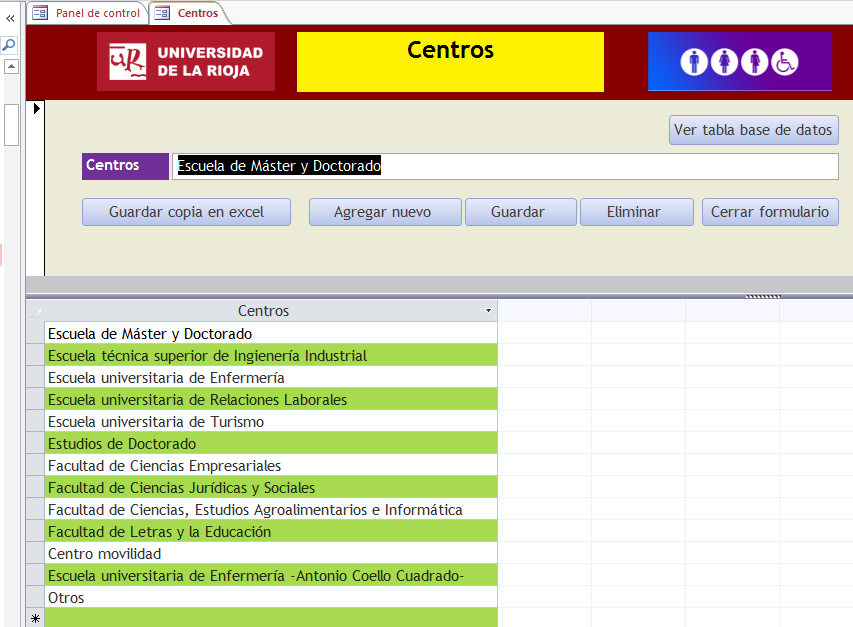 Panel de control
Centros
UNIVERSIDAD
DE LA RIOJA
Centros
Ver tabla base de datos
Centros
Escuela de Máster y Doctorado
Guardar copia en excel
Agregar nuevo
Guardar
Eliminar
Cerrar formulario
Centros
Escuela de Máster y Doctorado
Escuela técnica superior de Ingienería Industrial
Escuela universitaria de Enfermería
Escuela universitaria de Relaciones Laborales
Escuela universitaria de Turismo
Estudios de Doctorado
Facultad de Ciencias Empresariales
Facultad de Ciencias Jurídicas y Sociales
Facultad de Ciencias, Estudios Agroalimentarios e Informática
Facultad de Letras y la Educación
Centro movilidad
Escuela universitaria de Enfermería -Antonio Coello Cuadrado-
Otros